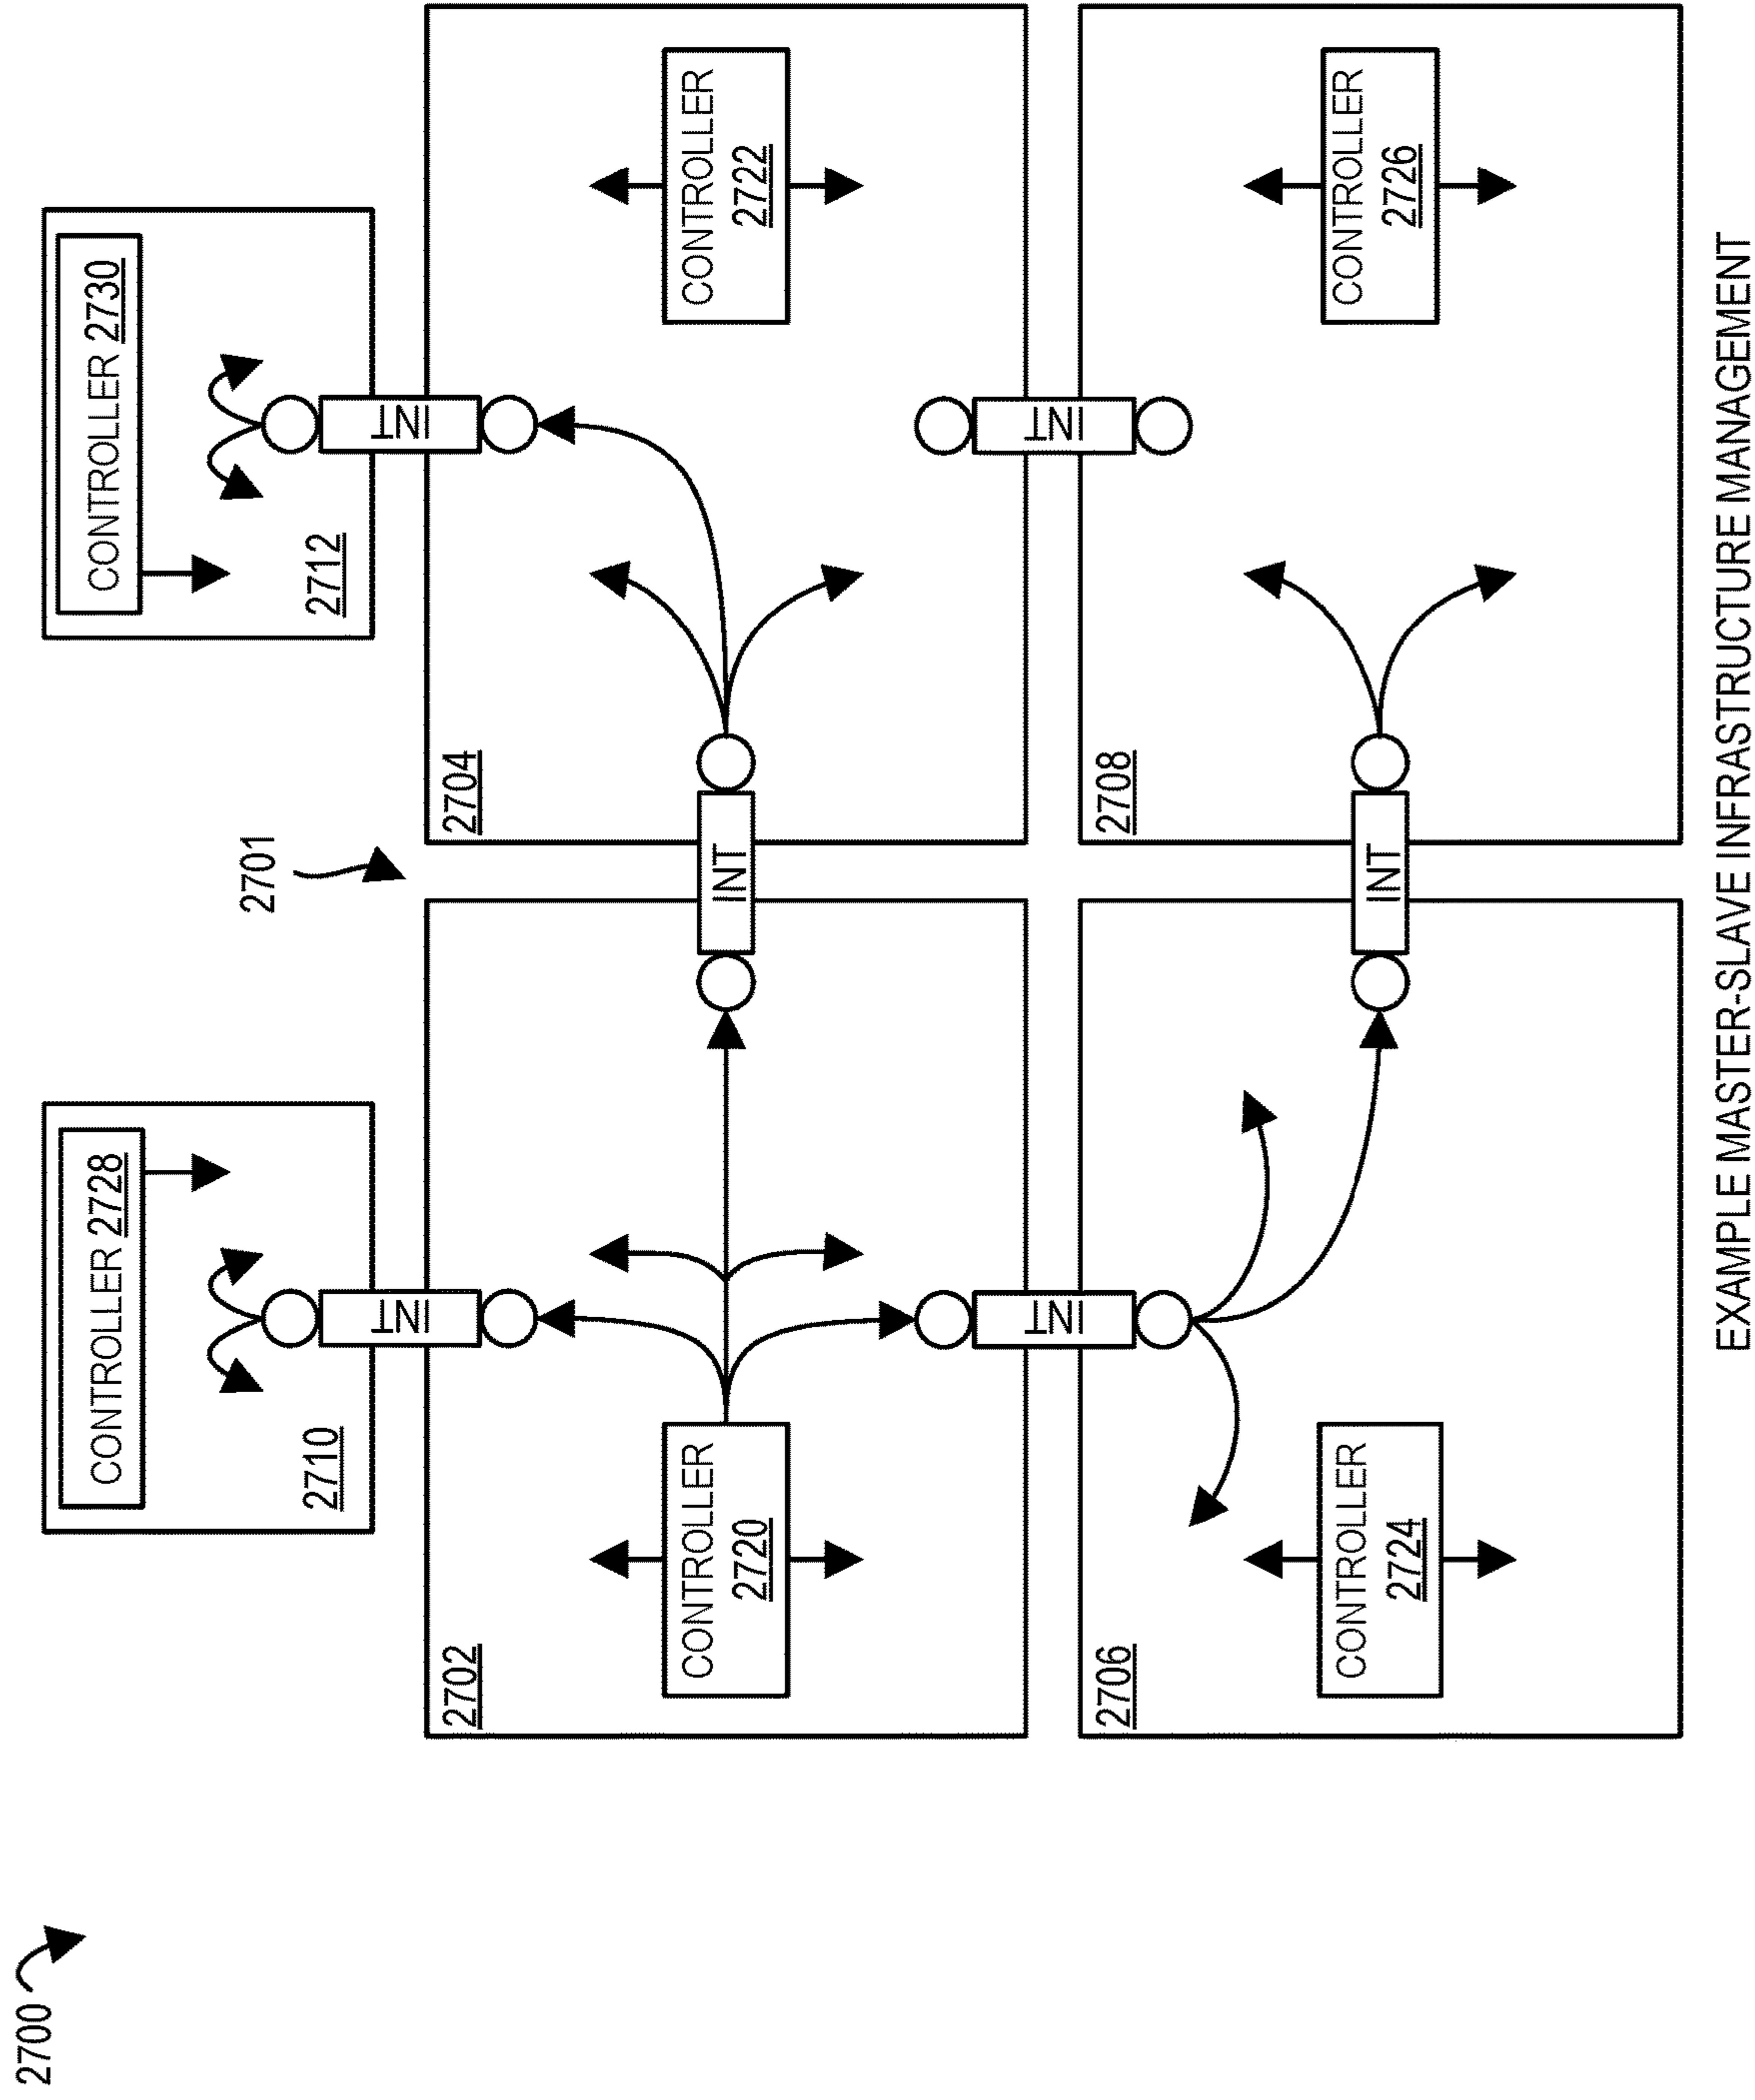 2700
CONTROLLER 2728
2710
CONTROLLER 2730
2712
2701
INT
INT
2702
2704
CONTROLLER
2720
INT
CONTROLLER
2722
INT
INT
2706
2708
CONTROLLER
2724
INT
CONTROLLER
2726
EXAMPLE MASTER-SLAVE INFRASTRUCTURE MANAGEMENT